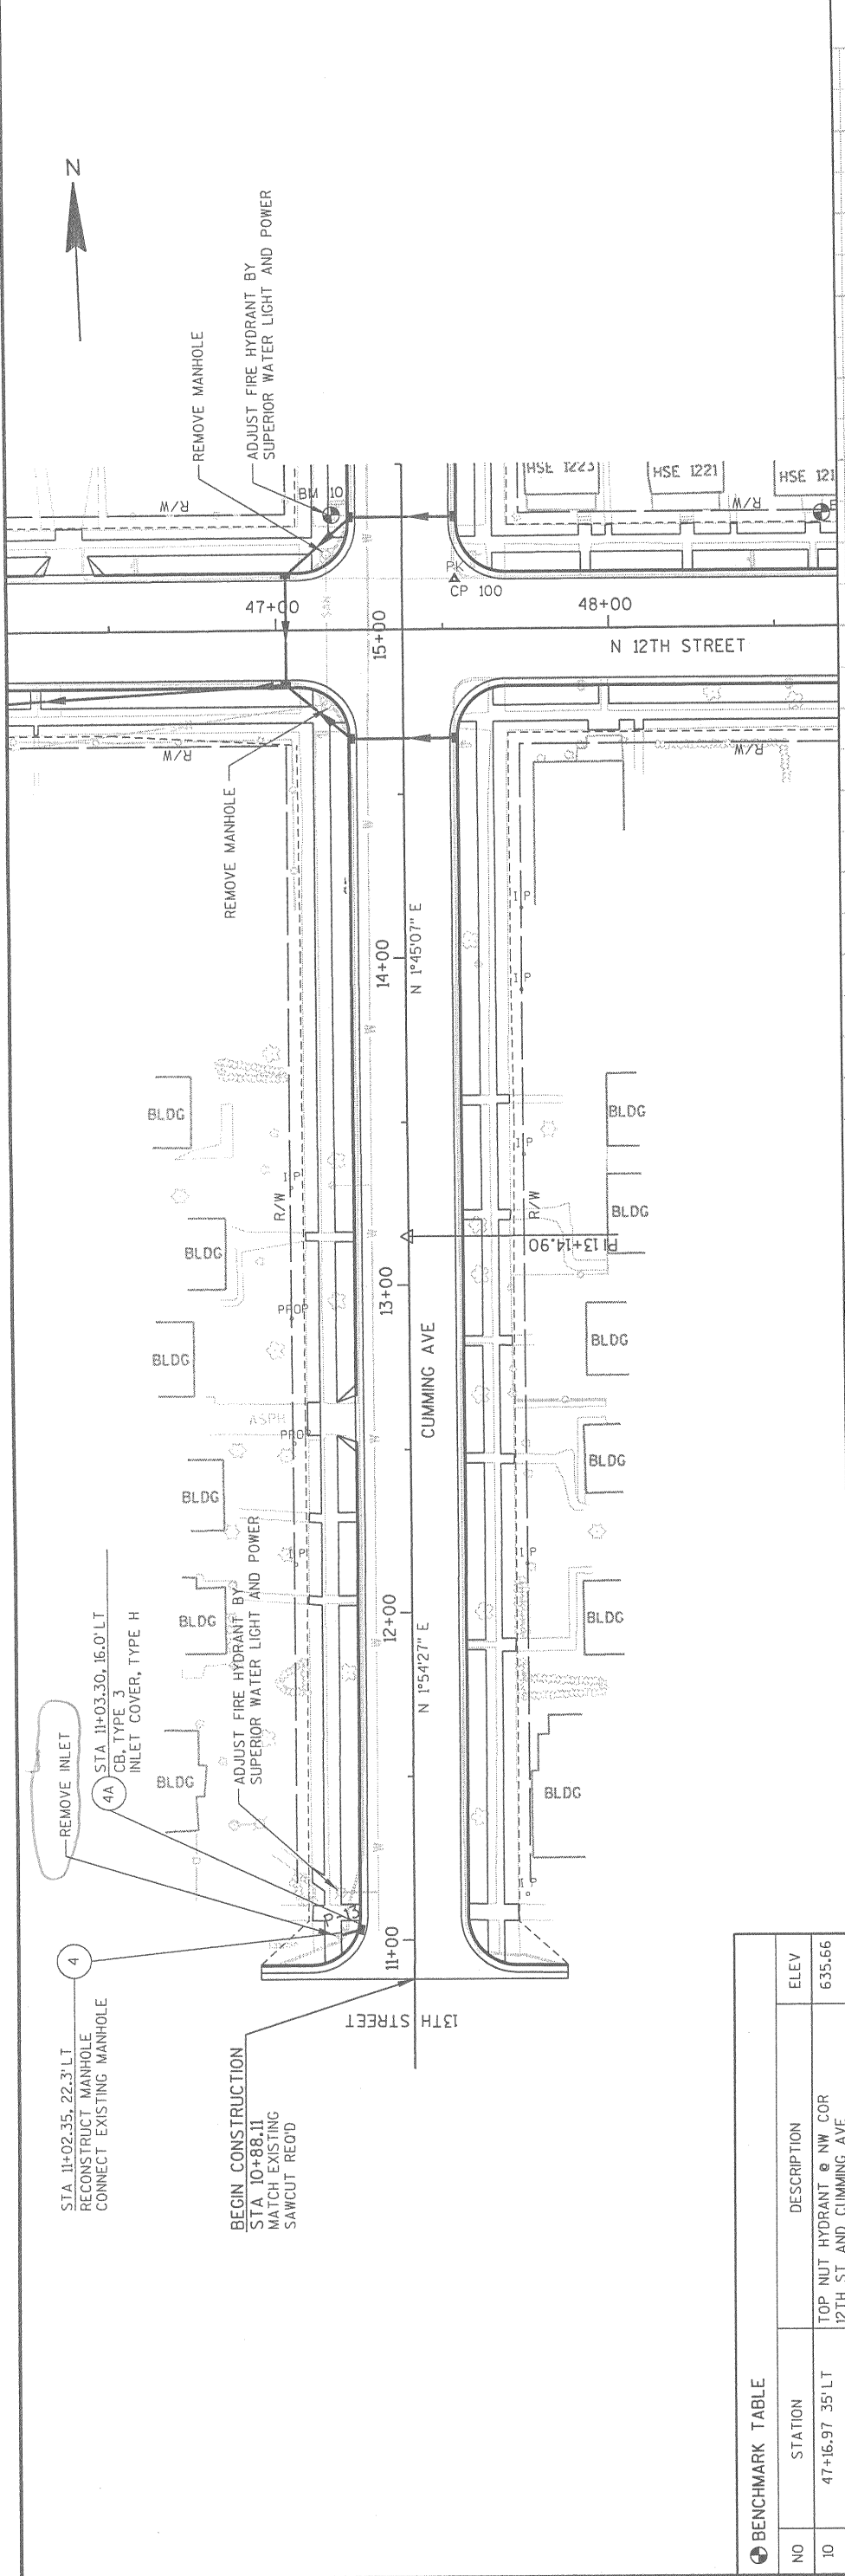 N
REMOVE MANHOLE
ADJUST FIRE HYDRANT BY
SUPERIOR WATER LIGHT AND POWER
HSE 1223
HSE 1221
HSE 121
R/W
BM 10
R/W
PK
CP 100
47+00
48+00
SAN
15+00
N 12TH STREET
R/W
R/W
REMOVE MANHOLE
W
I P
14+00
N 1°45'07" E
I P
W
BLDG
BLDG
I P
I P
R/W
R/W
BLDG
BLDG
PI 13+14.90
13+00
PROP
CUMMING AVE
BLDG
BLDG
ASPH
PROP
W
BLDG
BLDG
I P
I P
ADJUST FIRE HYDRANT BY
SUPERIOR WATER LIGHT AND POWER
BLDG
BLDG
12+00
N 1°54'27" E
W
REMOVE INLET
4A
STA 11+03.30, 16.0' LT
CB, TYPE 3
INLET COVER, TYPE H
BLDG
BLDG
W
11+00
4
STA 11+02.35, 22.3' LT
RECONSTRUCT MANHOLE
CONNECT EXISTING MANHOLE
13TH STREET
BEGIN CONSTRUCTION
STA 10+88.11
MATCH EXISTING
SAWCUT REQ'D
BENCHMARK TABLE
NO STATION DESCRIPTION ELEV
10 47+16.97 35' LT TOP NUT HYDRANT @ NW COR 635.66
12TH ST AND CUMMING AVE